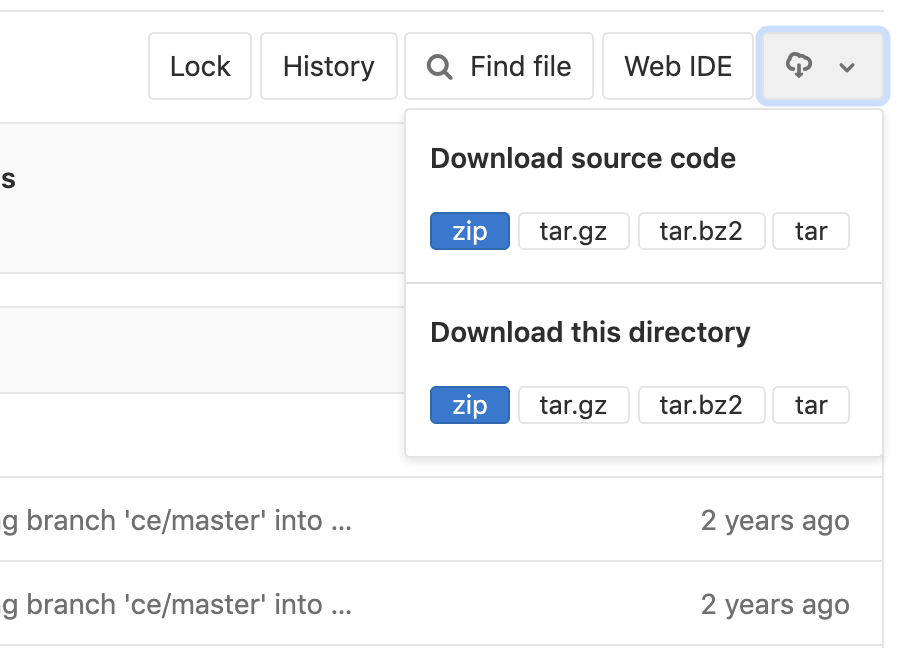 Lock History Find file Web IDE
s
Download source code
zip tar.gz tar.bz2 tar
Download this directory
zip tar.gz tar.bz2 tar
g branch 'ce/master' into ... 2 years ago
g branch 'ce/master' into ... 2 years ago